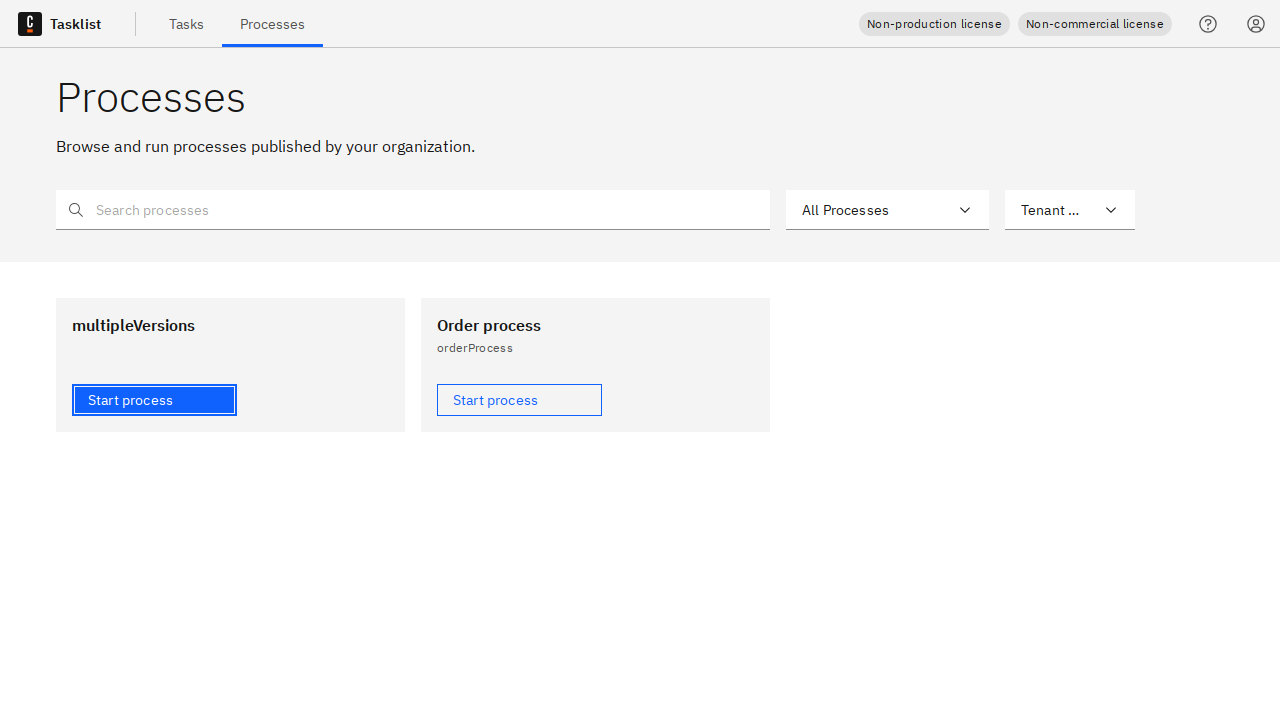 Tasklist
Tasks
Processes
Non-production license
Non-commercial license
Processes
Browse and run processes published by your organization.
Search processes
All Processes
Tenant ...
multipleVersions
Start process
Order process
orderProcess
Start process